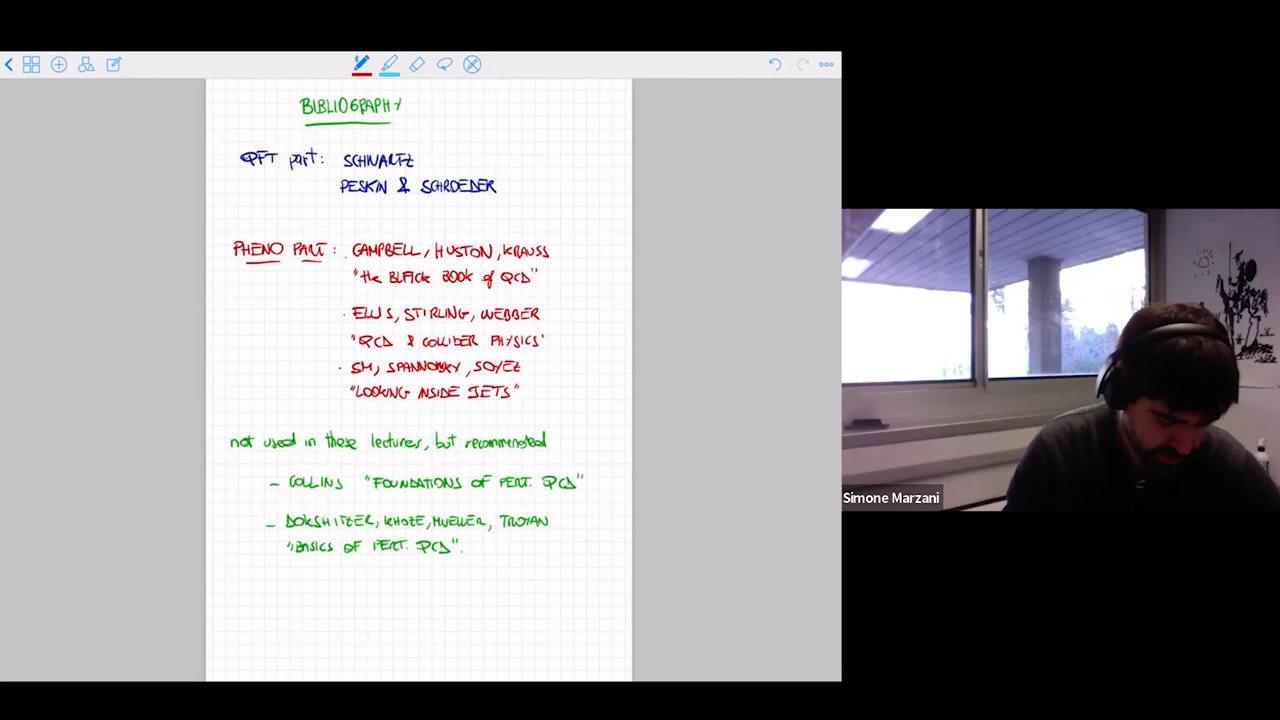 BIBLIOGRAPHY
QFT part: SCHWARTZ
PESKIN & SCHROEDER
PHENO PART: . CAMPBELL, HUSTON, KRAUSS
"the BLACK BOOK of QCD"
. ELLIS, STIRLING, WEBBER
"QCD & COLLIDER PHYSICS"
. SM, SPANNOWSKY, SOYEZ
"LOOKING INSIDE JETS"
not used in these lectures, but recommended
- COLLINS "FOUNDATIONS OF PERT. QCD"
- DOKSHITZER, KHOZE, MUELLER, TROYAN
"BASICS OF PERT. QCD".
Simone Marzani